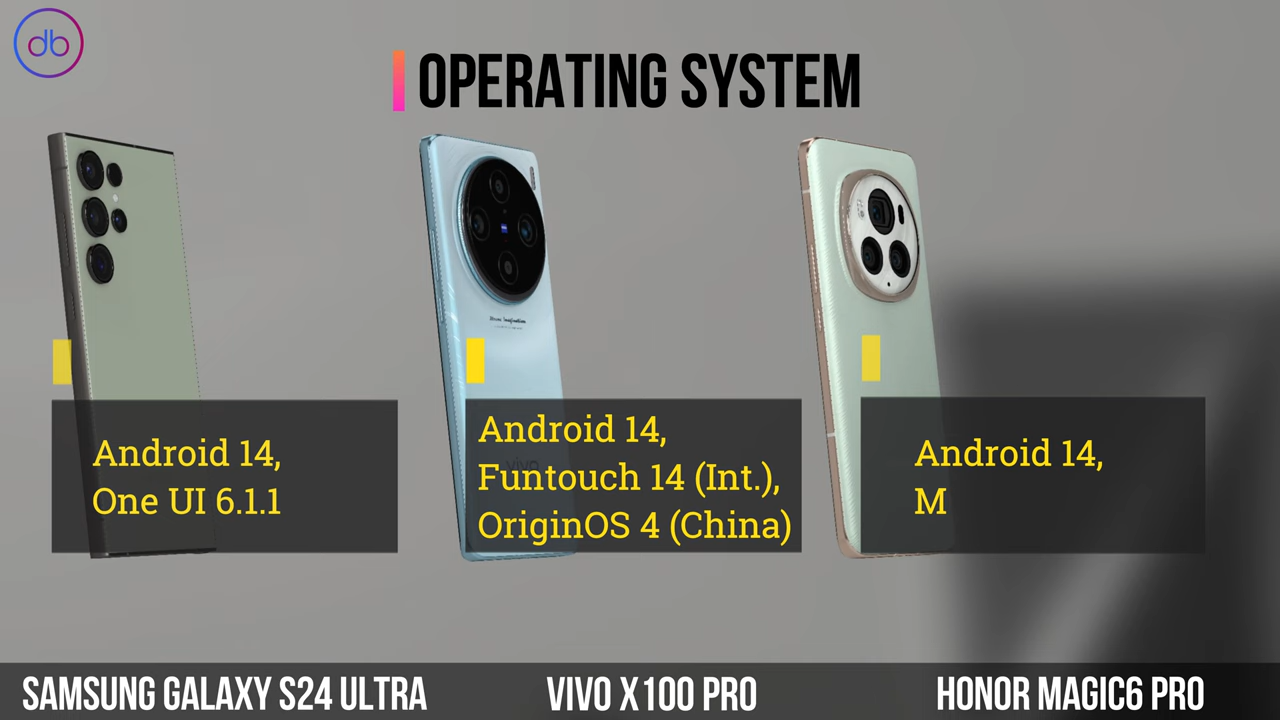 db
OPERATING SYSTEM
Android 14,
One UI 6.1.1
Android 14,
Funtouch 14 (Int.),
OriginOS 4 (China)
Android 14,
M
SAMSUNG GALAXY S24 ULTRA
VIVO X100 PRO
HONOR MAGIC6 PRO